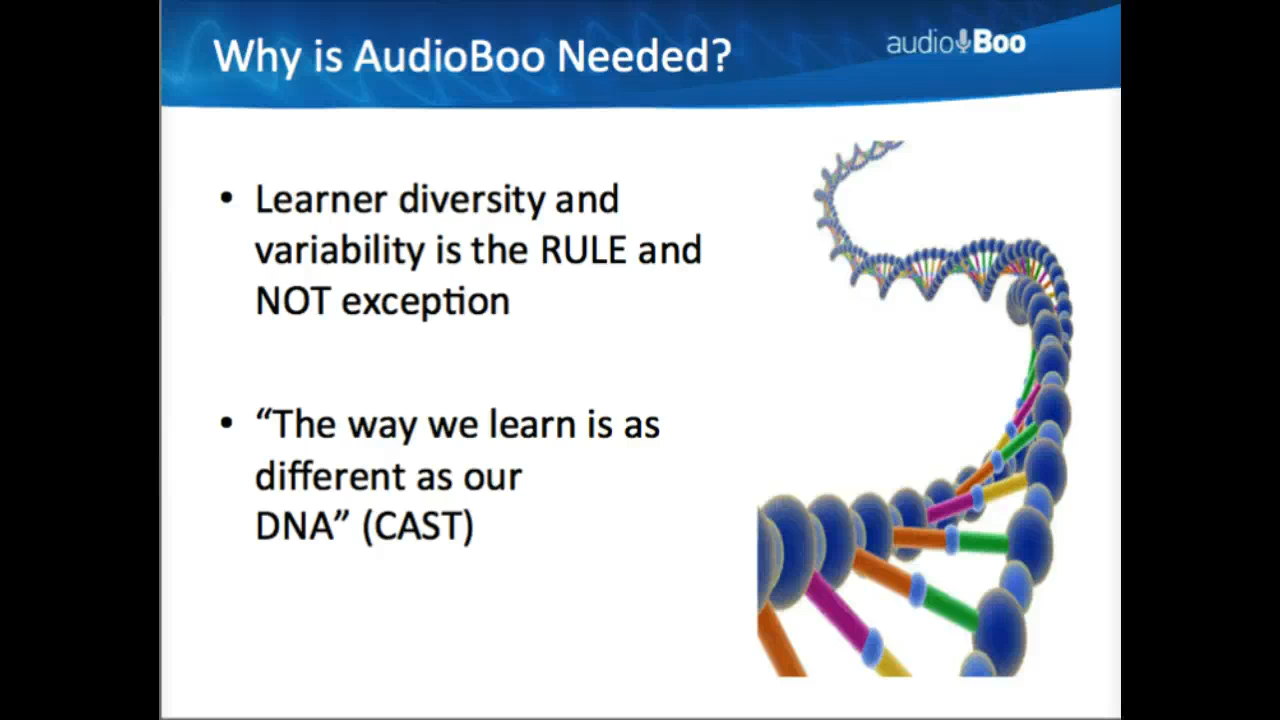 Why is AudioBoo Needed?
audioBoo
• Learner diversity and
variability is the RULE and
NOT exception
• “The way we learn is as
different as our
DNA” (CAST)